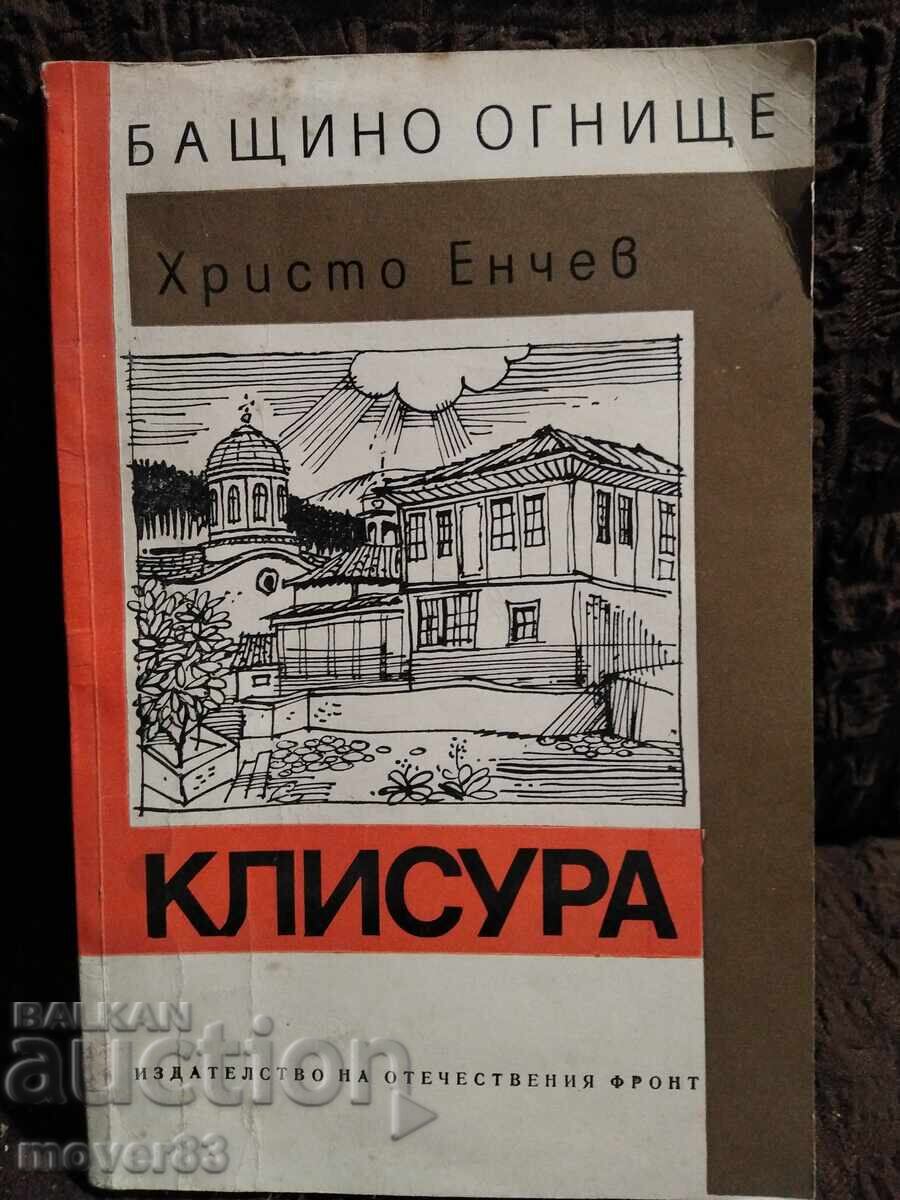 БАЩИНО ОГНИЩЕ
Христо Енчев
КЛИСУРА
ИЗДАТЕЛСТВО НА ОТЕЧЕСТВЕНИЯ ФРОНТ
BALKAN
auction
mover83